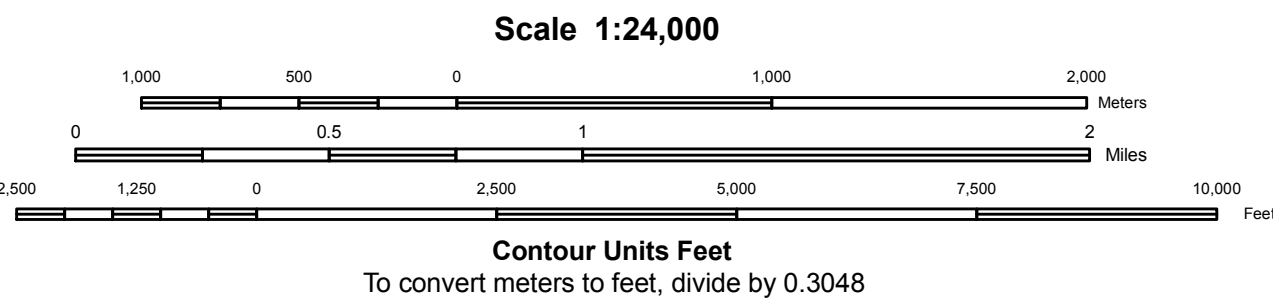 Scale 1:24,000
1,000 500 0 1,000 2,000
Meters
0 0.5 1 2
Miles
2,500 1,250 0 2,500 5,000 7,500 10,000
Feet
Contour Units Feet
To convert meters to feet, divide by 0.3048